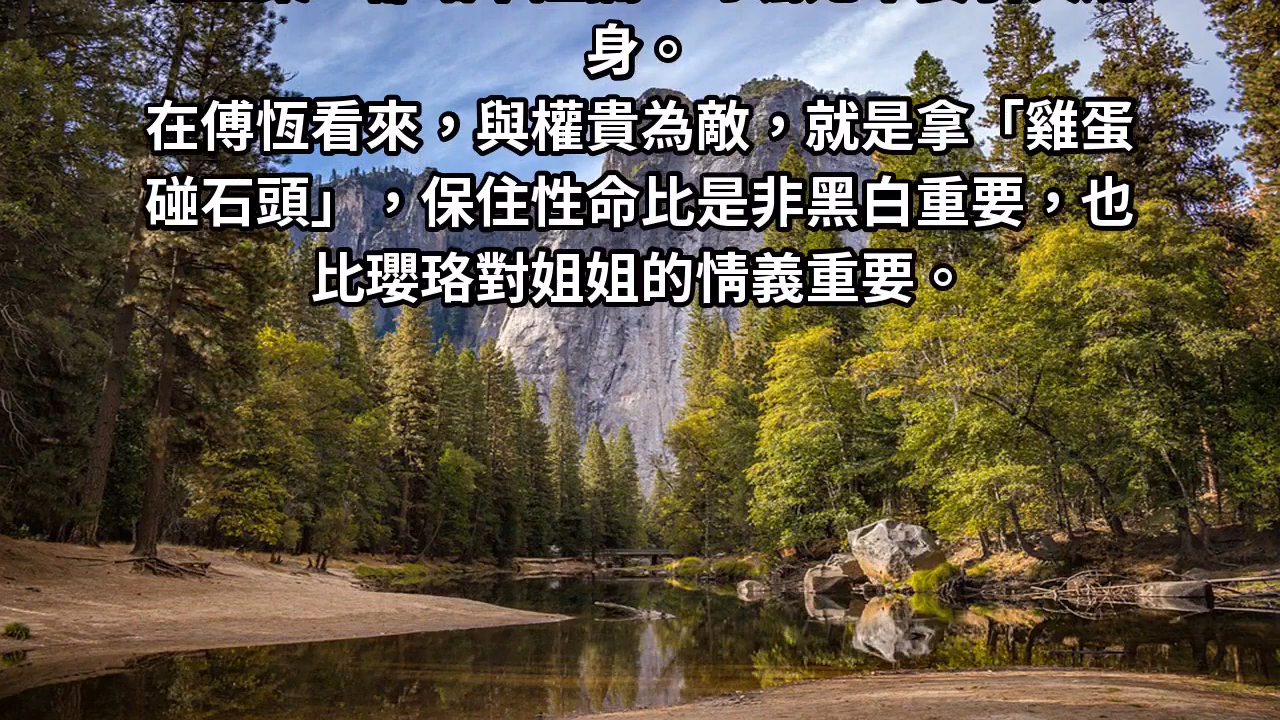 身。
在傅恆看來，與權貴為敵，就是拿「雞蛋
碰石頭」，保住性命比是非黑白重要，也
比瓔珞對姐姐的情義重要。